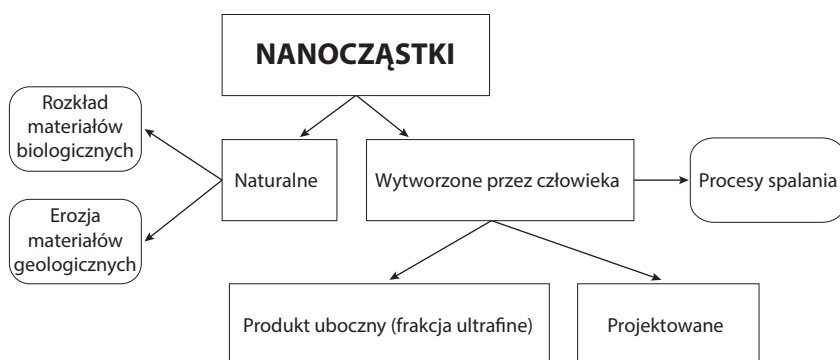 NANOCZĄSTKI
Rozkład
materiałów
biologicznych
Naturalne
Wytworzone przez człowieka
Procesy spalania
Erozja
materiałów
geologicznych
Produkt uboczny (frakcja ultrafine)
Projektowane